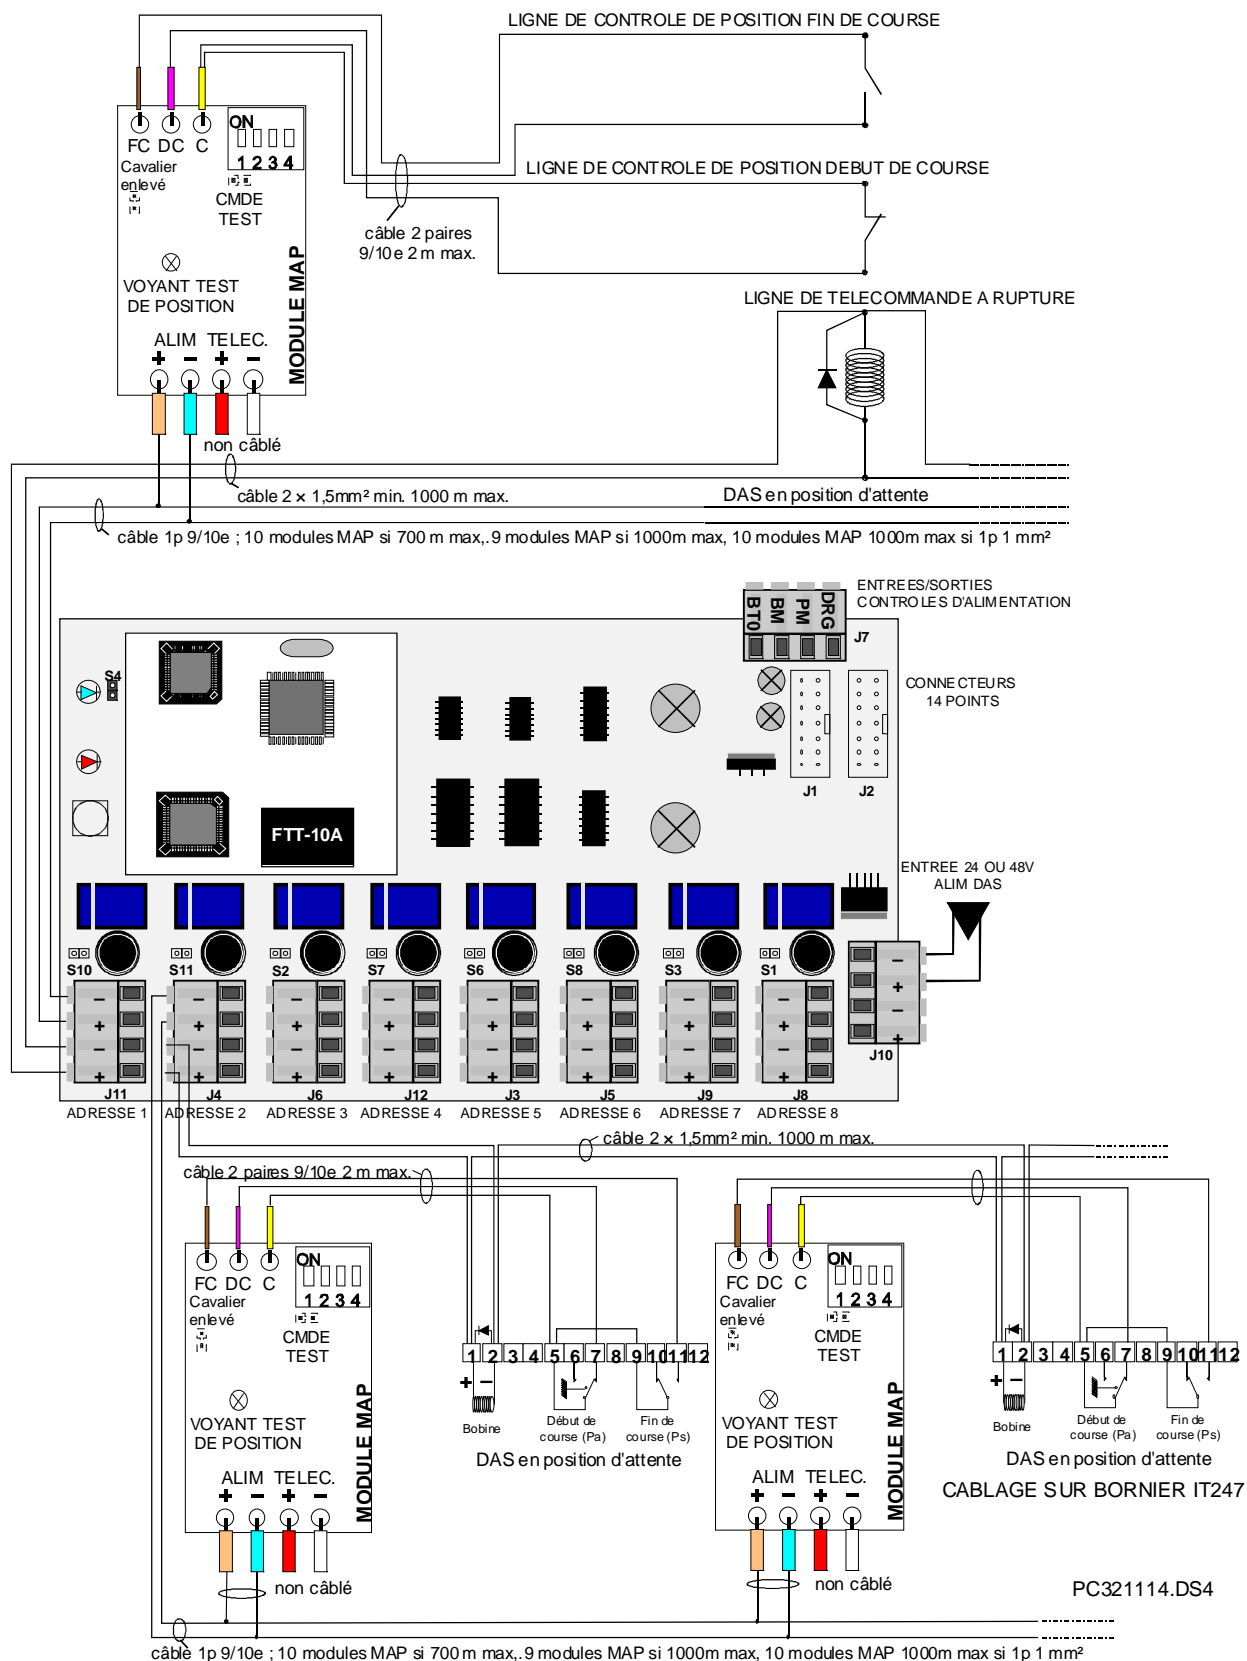 LIGNE DE CONTROLE DE POSITION FIN DE COURSE
ON
FC DC C
1 2 3 4
Cavalier
enlevé
CMDE
TEST
LIGNE DE CONTROLE DE POSITION DEBUT DE COURSE
câble 2 paires
9/10e 2 m max.
VOYANT TEST
DE POSITION
MODULE MAP
LIGNE DE TELECOMMANDE A RUPTURE
ALIM TELEC.
+ − + −
non câblé
câble 2 × 1,5mm² min. 1000 m max.
DAS en position d'attente
câble 1p 9/10e ; 10 modules MAP si 700 m max,. 9 modules MAP si 1000m max, 10 modules MAP 1000m max si 1p 1 mm²
ENTREES/SORTIES
CONTROLES D'ALIMENTATION
BT0 BM PM DRG
J7
S4
CONNECTEURS
14 POINTS
J1 J2
FTT-10A
ENTREE 24 OU 48V
ALIM DAS
S10 S11 S2 S7 S6 S8 S3 S1
− − − − − − − −
+ + + + + + + +
− − − − − − − −
+ + + + + + + +
−
+
−
+
J10
J11 J4 J6 J12 J3 J5 J9 J8
ADRESSE 1 ADRESSE 2 ADRESSE 3 ADRESSE 4 ADRESSE 5 ADRESSE 6 ADRESSE 7 ADRESSE 8
câble 2 × 1,5mm² min. 1000 m max.
câble 2 paires 9/10e 2 m max.
ON
FC DC C
1 2 3 4
Cavalier
enlevé
CMDE
TEST
VOYANT TEST
DE POSITION
MODULE MAP
ALIM TELEC.
+ − + −
non câblé
1 2 3 4 5 6 7 8 9 10 11 12
+ −
Bobine
Début de
course (Pa)
Fin de
course (Ps)
DAS en position d'attente
ON
FC DC C
1 2 3 4
Cavalier
enlevé
CMDE
TEST
VOYANT TEST
DE POSITION
MODULE MAP
ALIM TELEC.
+ − + −
non câblé
1 2 3 4 5 6 7 8 9 10 11 12
+ −
Bobine
Début de
course (Pa)
Fin de
course (Ps)
DAS en position d'attente
CABLAGE SUR BORNIER IT247
PC321114.DS4
câble 1p 9/10e ; 10 modules MAP si 700 m max,. 9 modules MAP si 1000m max, 10 modules MAP 1000m max si 1p 1 mm²